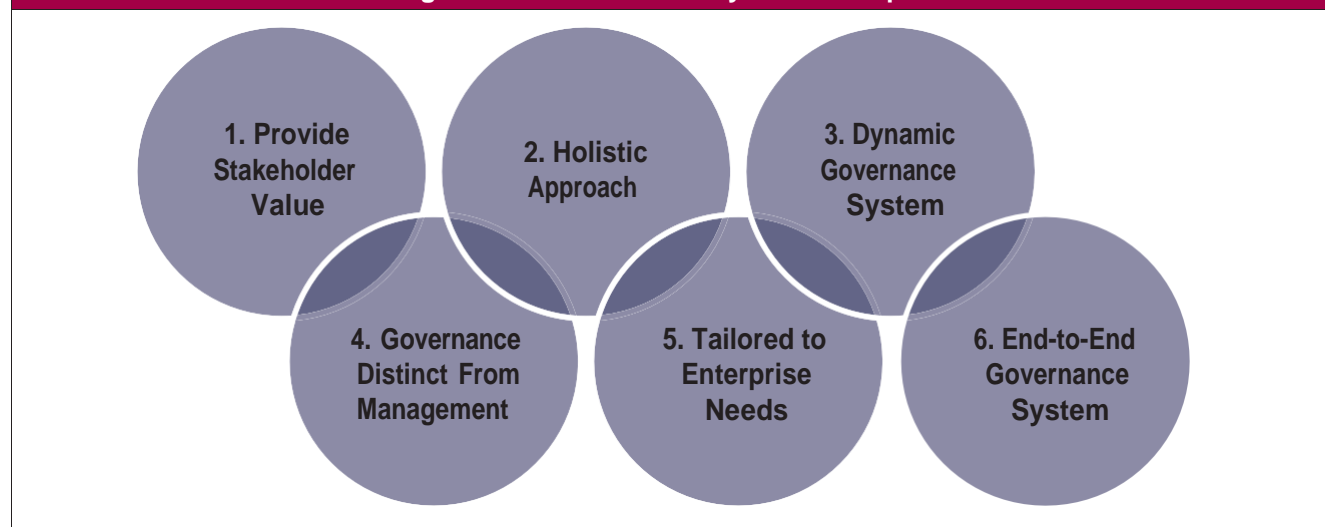 1. Provide
Stakeholder
Value
2. Holistic
Approach
3. Dynamic
Governance
System
4. Governance
Distinct From
Management
5. Tailored to
Enterprise
Needs
6. End-to-End
Governance
System